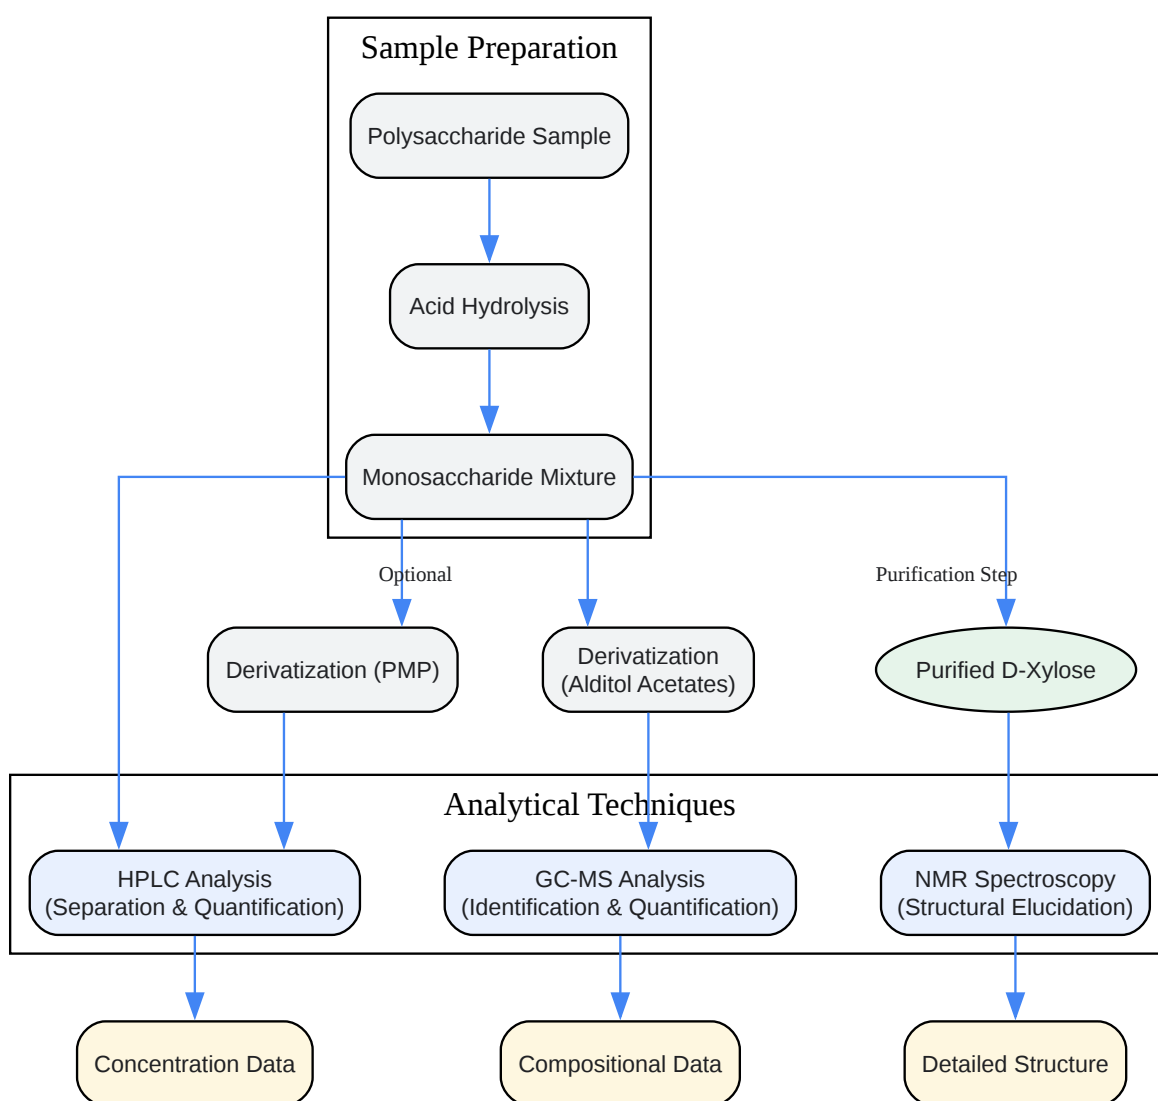 Sample Preparation
Polysaccharide Sample
Acid Hydrolysis
Monosaccharide Mixture
Optional
Purification Step
Derivatization (PMP)
Derivatization
(Alditol Acetates)
Purified D-Xylose
Analytical Techniques
HPLC Analysis
(Separation & Quantification)
GC-MS Analysis
(Identification & Quantification)
NMR Spectroscopy
(Structural Elucidation)
Concentration Data
Compositional Data
Detailed Structure